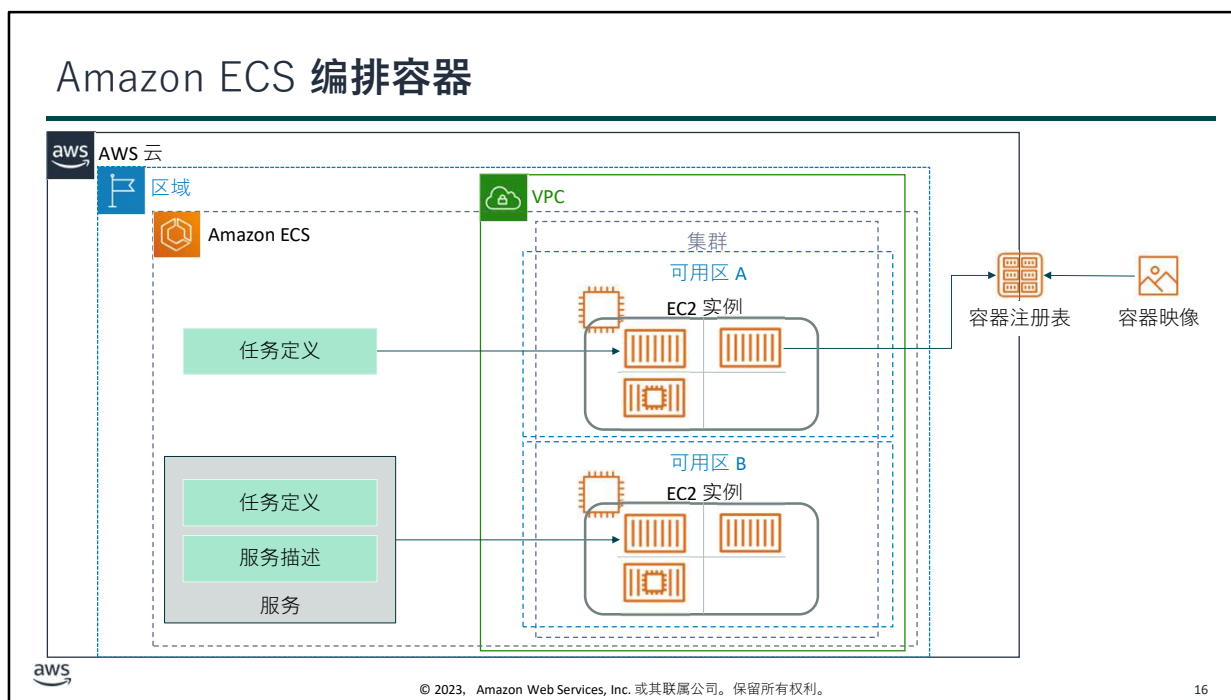 Amazon ECS 编排容器
aws
AWS 云
区域
VPC
Amazon ECS
集群
可用区 A
EC2 实例
任务定义
容器注册表
容器映像
可用区 B
EC2 实例
任务定义
服务描述
服务
aws
© 2023，Amazon Web Services, Inc. 或其联属公司。保留所有权利。
16